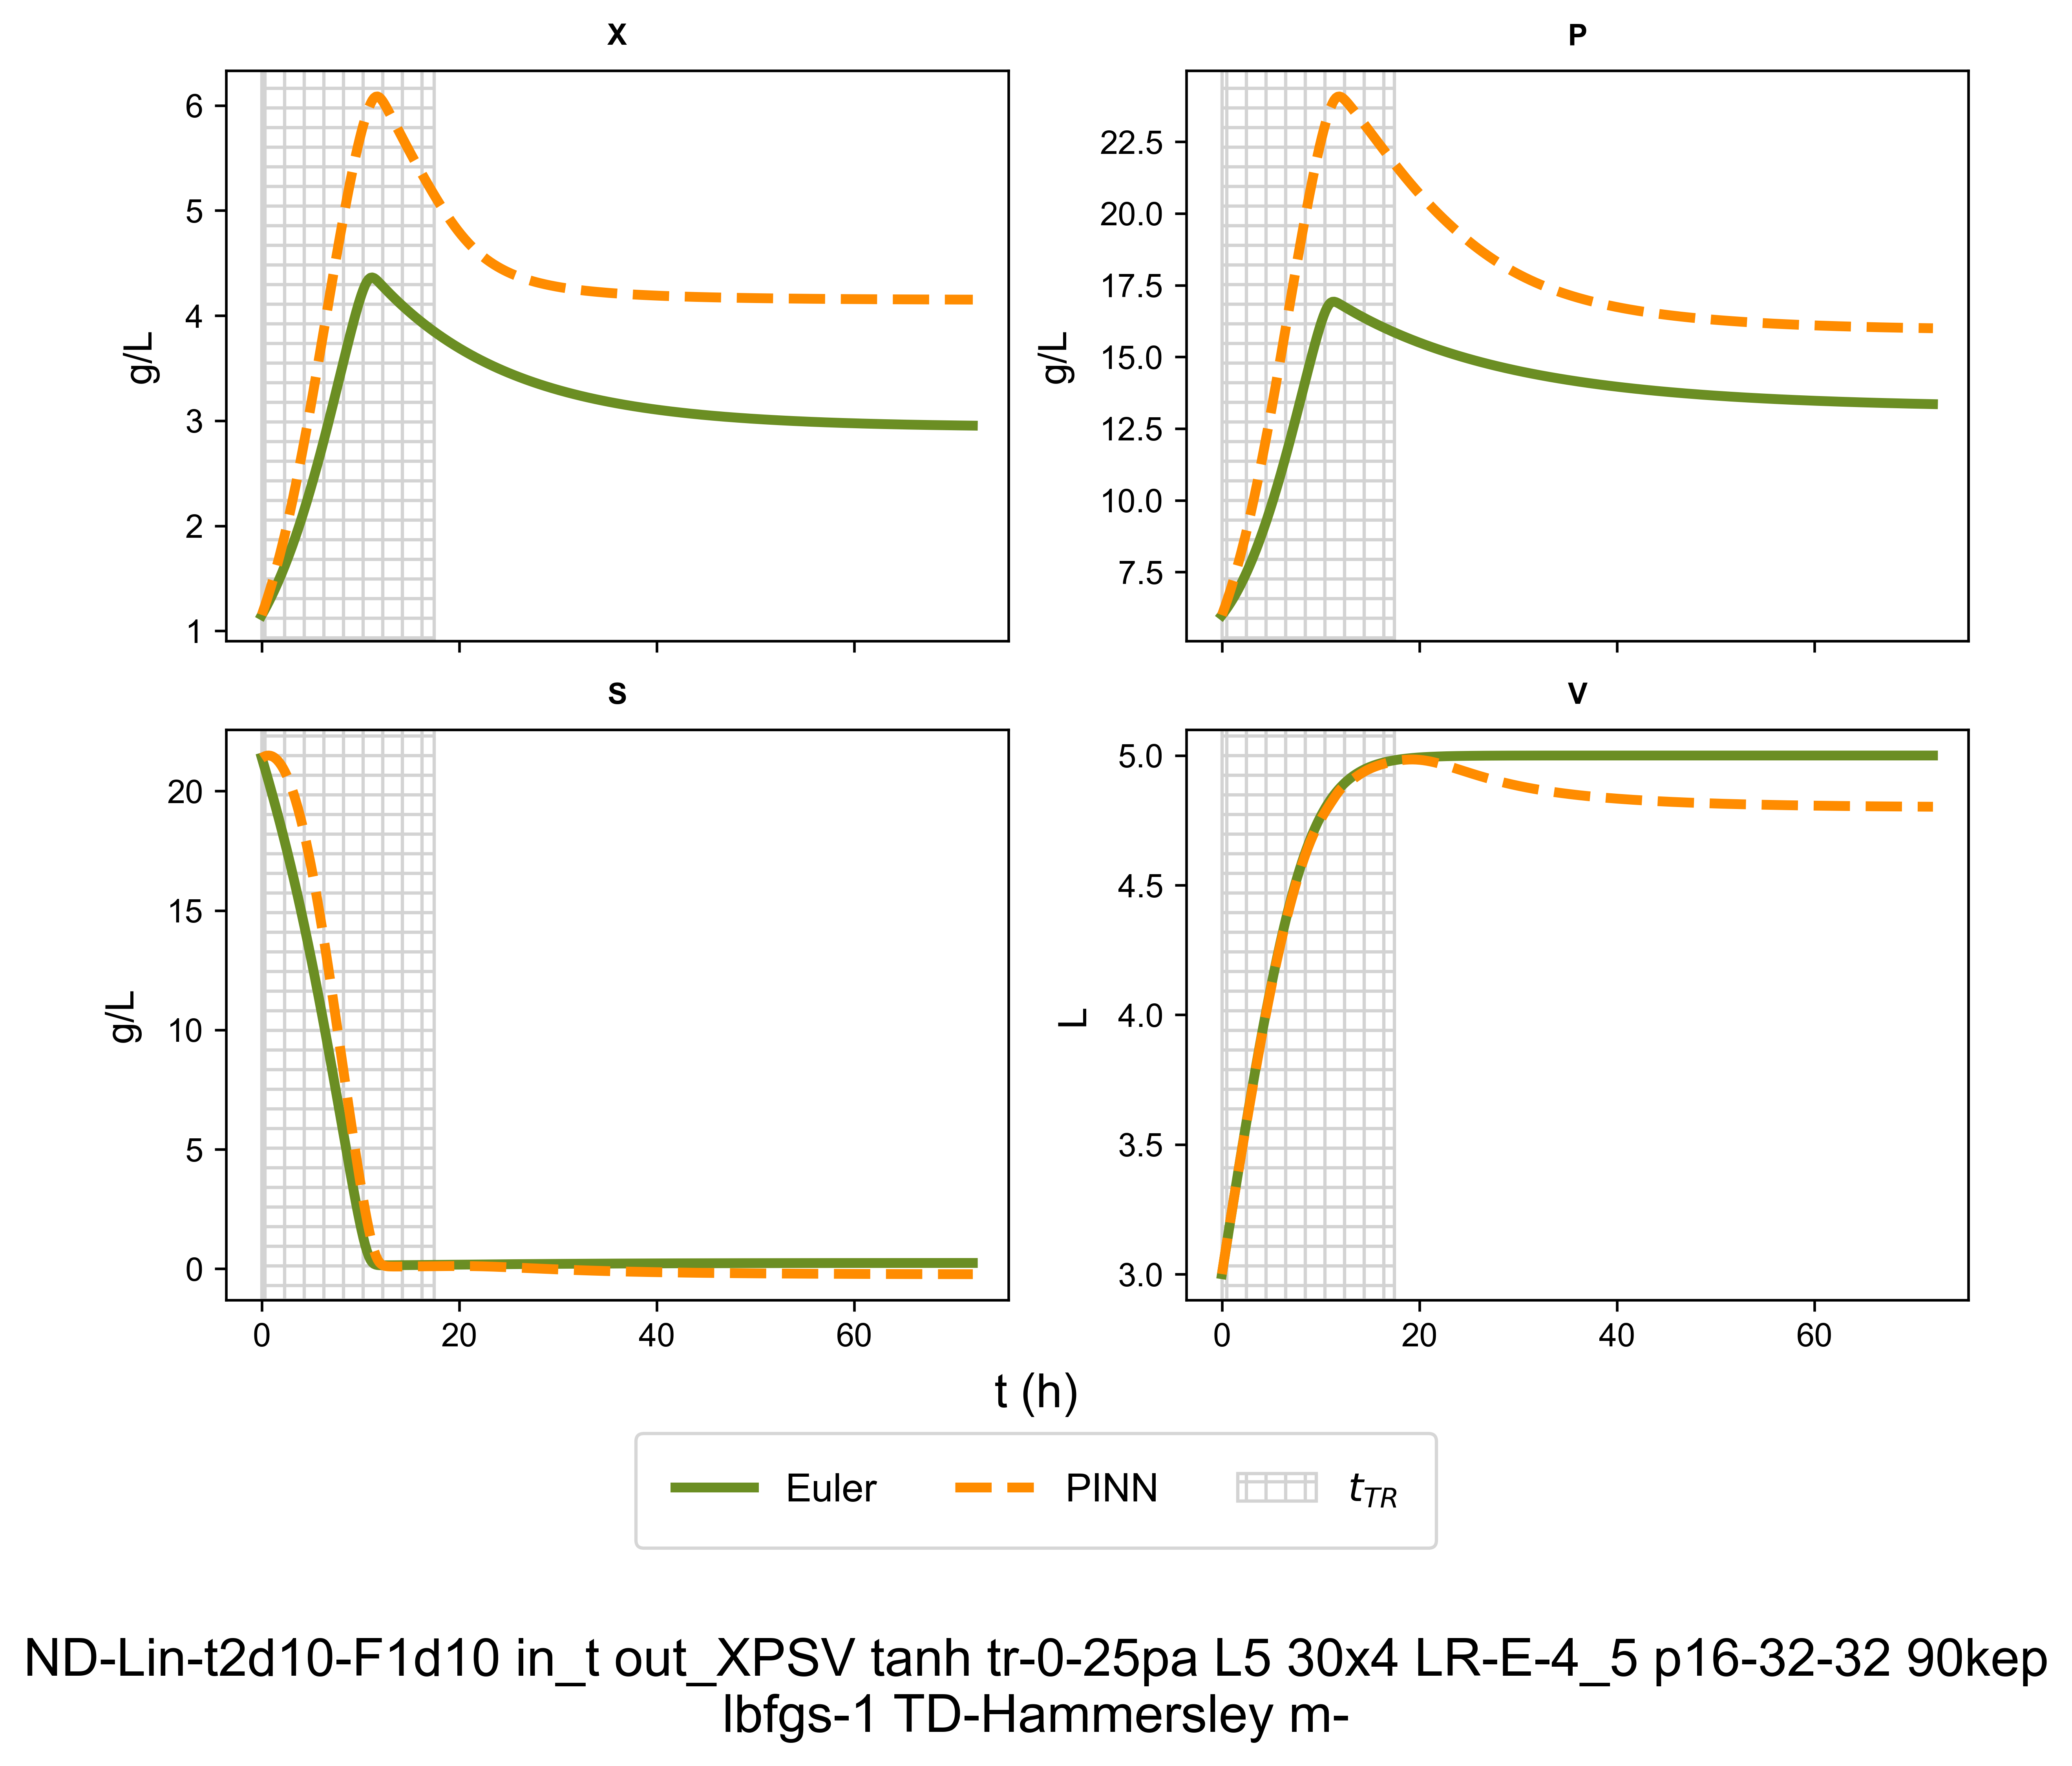 X
P
6
5
4
3
2
1
g/L
22.5
20.0
17.5
15.0
12.5
10.0
7.5
g/L
S
V
20
15
10
5
0
g/L
0 20 40 60
5.0
4.5
4.0
3.5
3.0
L
0 20 40 60
t (h)
Euler PINN t_TR
ND-Lin-t2d10-F1d10 in_t out_XPSV tanh tr-0-25pa L5 30x4 LR-E-4_5 p16-32-32 90kep
lbfgs-1 TD-Hammersley m-